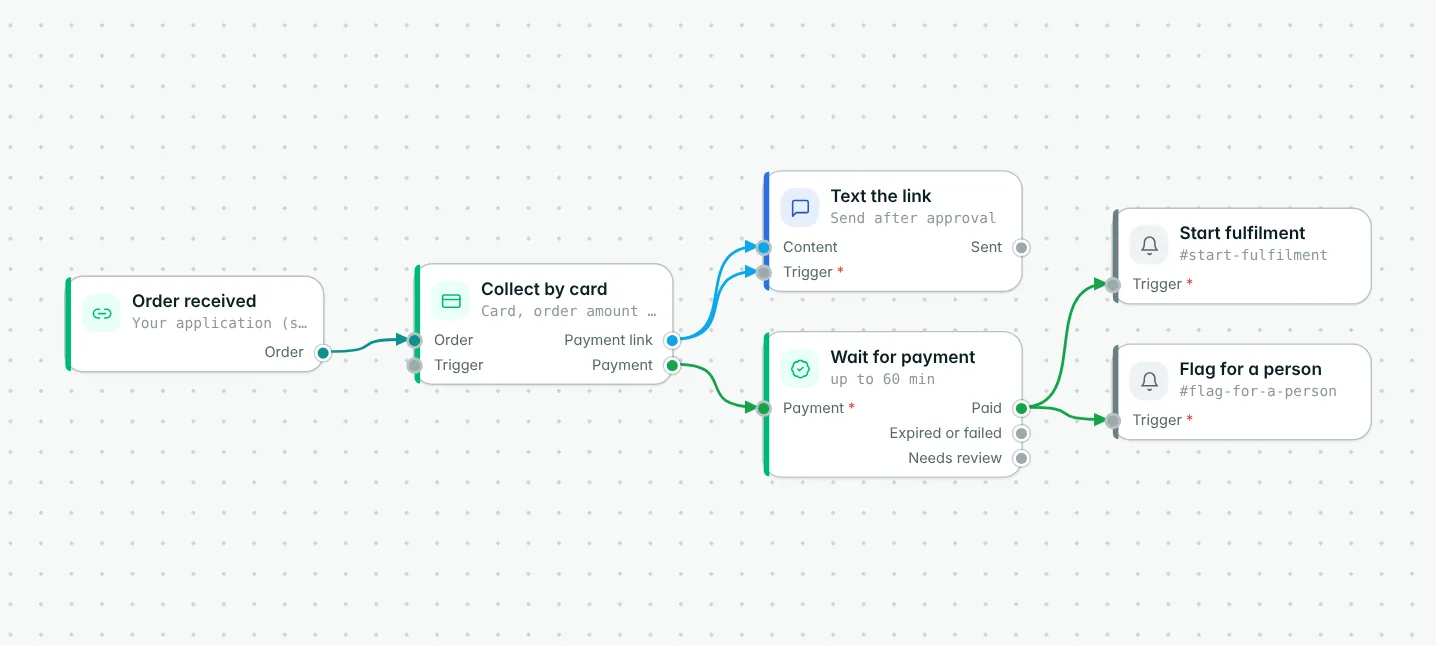 Order received
Your application (s…
Order
Collect by card
Card, order amount …
Order
Payment link
Trigger
Payment
Text the link
Send after approval
Content
Sent
Trigger *
Wait for payment
up to 60 min
Payment *
Paid
Expired or failed
Needs review
Start fulfilment
#start-fulfilment
Trigger *
Flag for a person
#flag-for-a-person
Trigger *